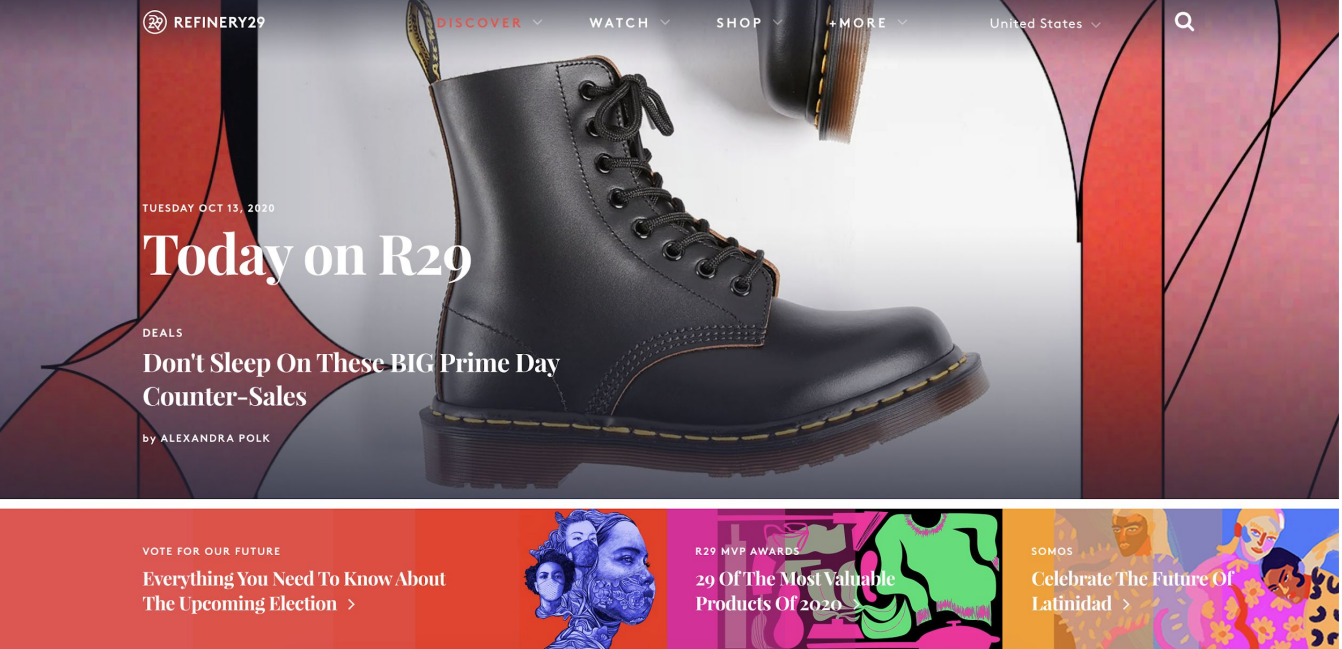 REFINERY29
DISCOVER
WATCH
SHOP
+MORE
United States
TUESDAY OCT 13, 2020
Today on R29
DEALS
Don't Sleep On These BIG Prime Day
Counter-Sales
by ALEXANDRA POLK
VOTE FOR OUR FUTURE
Everything You Need To Know About
The Upcoming Election
R29 MVP AWARDS
29 Of The Most Valuable
Products Of 2020
SOMOS
Celebrate The Future Of
Latinidad